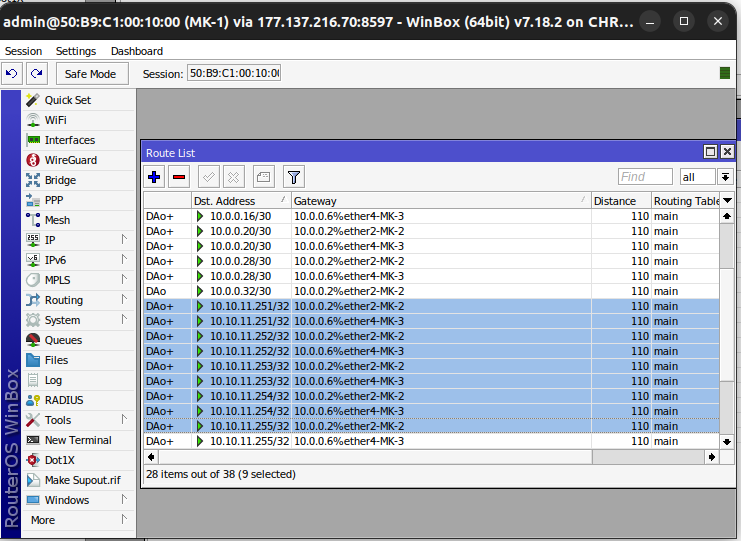 admin@50:B9:C1:00:10:00 (MK-1) via 177.137.216.70:8597 - WinBox (64bit) v7.18.2 on CHR...
Session Settings Dashboard
Safe Mode Session: 50:B9:C1:00:10:00
Quick Set
WiFi
Interfaces
WireGuard
Bridge
PPP
Mesh
IP
IPv6
MPLS
Routing
System
Queues
Files
Log
RADIUS
Tools
New Terminal
Dot1X
Make Supout.rif
Windows
More
RouterOS WinBox
Route List
Find all
Dst. Address Gateway Distance Routing Table
DAo+ 10.0.0.16/30 10.0.0.6%ether4-MK-3 110 main
DAo+ 10.0.0.20/30 10.0.0.2%ether2-MK-2 110 main
DAo+ 10.0.0.20/30 10.0.0.6%ether4-MK-3 110 main
DAo+ 10.0.0.28/30 10.0.0.2%ether2-MK-2 110 main
DAo+ 10.0.0.28/30 10.0.0.6%ether4-MK-3 110 main
DAo 10.0.0.32/30 10.0.0.2%ether2-MK-2 110 main
DAo+ 10.10.11.251/32 10.0.0.2%ether2-MK-2 110 main
DAo+ 10.10.11.251/32 10.0.0.6%ether4-MK-3 110 main
DAo+ 10.10.11.252/32 10.0.0.2%ether2-MK-2 110 main
DAo+ 10.10.11.252/32 10.0.0.6%ether4-MK-3 110 main
DAo+ 10.10.11.253/32 10.0.0.2%ether2-MK-2 110 main
DAo+ 10.10.11.253/32 10.0.0.6%ether4-MK-3 110 main
DAo+ 10.10.11.254/32 10.0.0.2%ether2-MK-2 110 main
DAo+ 10.10.11.254/32 10.0.0.6%ether4-MK-3 110 main
DAo+ 10.10.11.255/32 10.0.0.2%ether2-MK-2 110 main
DAo+ 10.10.11.255/32 10.0.0.6%ether4-MK-3 110 main
28 items out of 38 (9 selected)